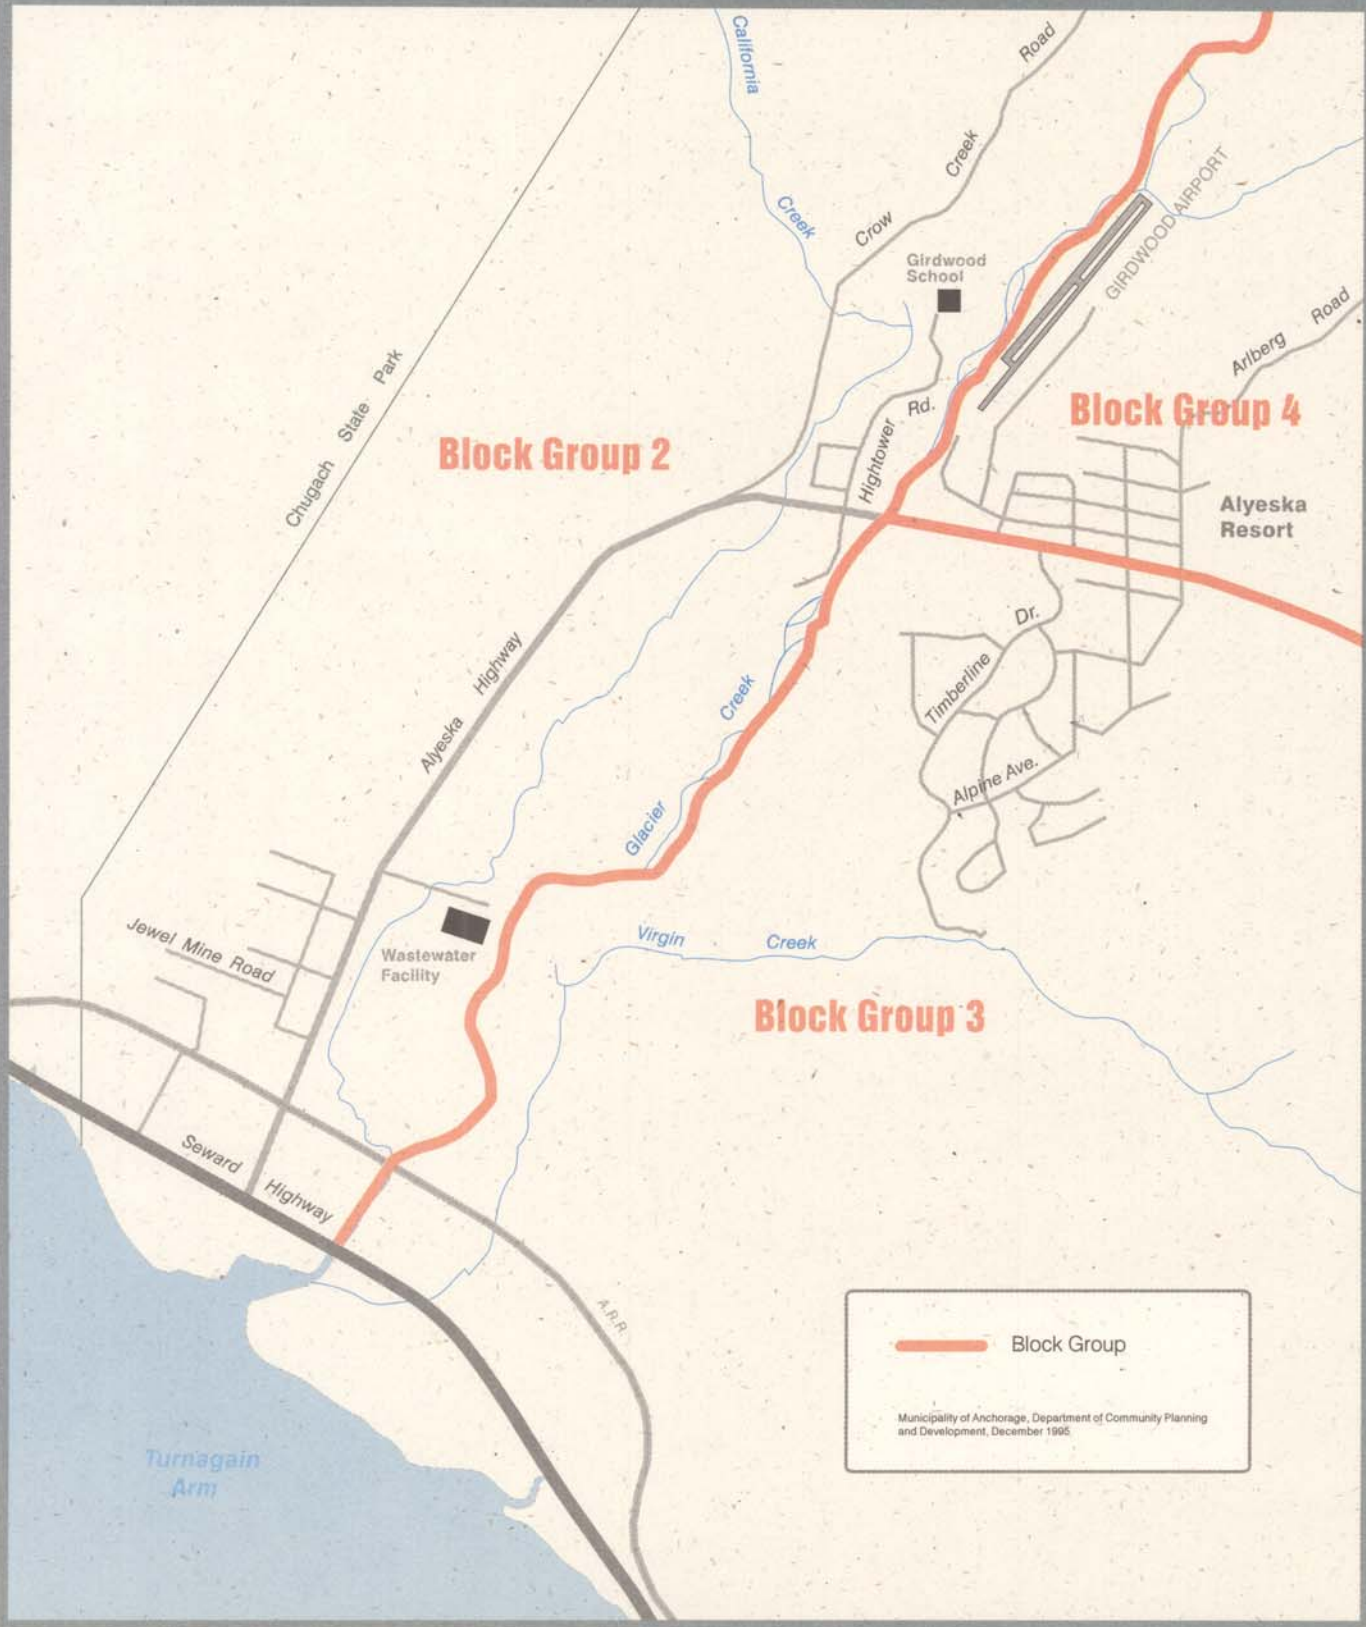 California
Creek
Crow
Creek
Road
GIRDWOOD AIRPORT
Girdwood
School
Arlberg
Road
Chugach State Park
Block Group 2
Block Group 4
Hightower
Rd.
Alyeska
Resort
Alyeska
Highway
Timberline
Dr.
Glacier
Creek
Alpine Ave.
Jewel Mine Road
Wastewater
Facility
Virgin
Creek
Block Group 3
Seward
Highway
A.R.R.
Turnagain
Arm
Block Group
Municipality of Anchorage, Department of Community Planning
and Development, December 1995